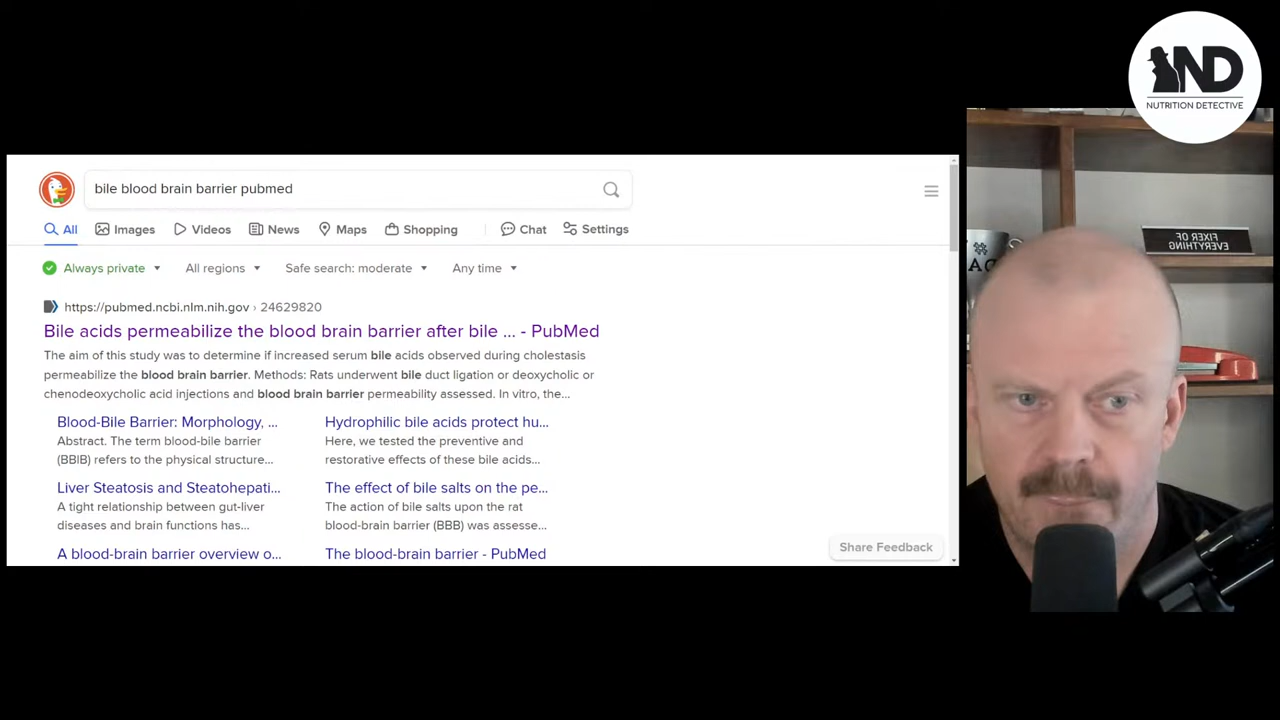 ND
NUTRITION DETECTIVE
bile blood brain barrier pubmed
All Images Videos News Maps Shopping Chat Settings
Always private All regions Safe search: moderate Any time
https://pubmed.ncbi.nlm.nih.gov › 24629820
Bile acids permeabilize the blood brain barrier after bile ... - PubMed
The aim of this study was to determine if increased serum bile acids observed during cholestasis
permeabilize the blood brain barrier. Methods: Rats underwent bile duct ligation or deoxycholic or
chenodeoxycholic acid injections and blood brain barrier permeability assessed. In vitro, the...
Blood-Bile Barrier: Morphology, ...
Abstract. The term blood-bile barrier
(BBIB) refers to the physical structure...
Hydrophilic bile acids protect hu...
Here, we tested the preventive and
restorative effects of these bile acids...
Liver Steatosis and Steatohepati...
A tight relationship between gut-liver
diseases and brain functions has...
The effect of bile salts on the pe...
The action of bile salts upon the rat
blood-brain barrier (BBB) was assesse...
A blood-brain barrier overview o...
The blood-brain barrier - PubMed
Share Feedback
FIXER OF
EVERYTHING